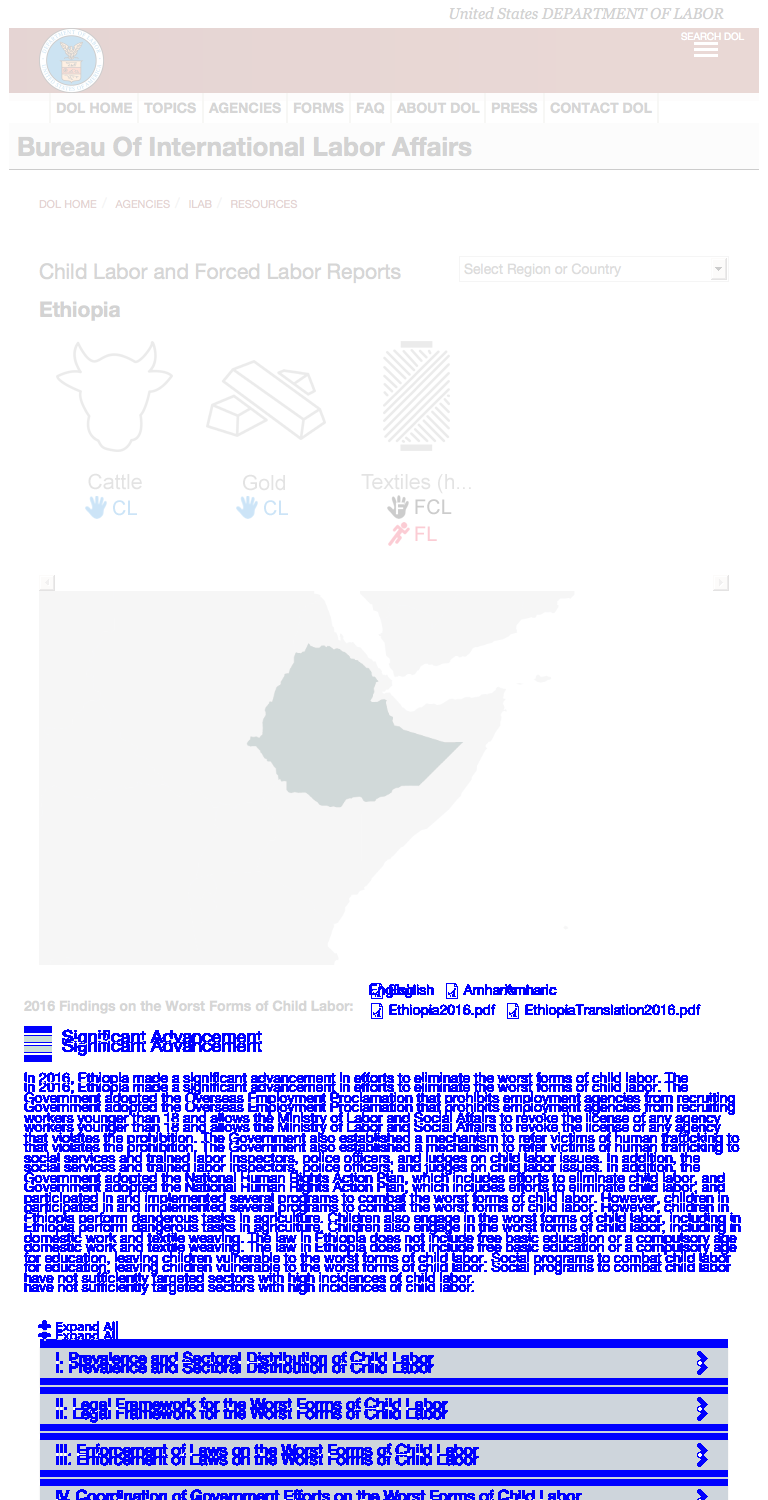 United States DEPARTMENT OF LABOR
SEARCH DOL
DOL HOME TOPICS AGENCIES FORMS FAQ ABOUT DOL PRESS CONTACT DOL
Bureau Of International Labor Affairs
DOL HOME / AGENCIES / ILAB / RESOURCES
Child Labor and Forced Labor Reports
Select Region or Country
Ethiopia
Cattle Gold Textiles (h...
CL CL FCL
FL
2016 Findings on the Worst Forms of Child Labor:
English Amharic
Ethiopia2016.pdf EthiopiaTranslation2016.pdf
Significant Advancement
In 2016, Ethiopia made a significant advancement in efforts to eliminate the worst forms of child labor. The
Government adopted the Overseas Employment Proclamation that prohibits employment agencies from recruiting
workers younger than 18 and allows the Ministry of Labor and Social Affairs to revoke the license of any agency
that violates the prohibition. The Government also established a mechanism to refer victims of human trafficking to
social services and trained labor inspectors, police officers, and judges on child labor issues. In addition, the
Government adopted the National Human Rights Action Plan, which includes efforts to eliminate child labor, and
participated in and implemented several programs to combat the worst forms of child labor. However, children in
Ethiopia perform dangerous tasks in agriculture. Children also engage in the worst forms of child labor, including in
domestic work and textile weaving. The law in Ethiopia does not include free basic education or a compulsory age
for education, leaving children vulnerable to the worst forms of child labor. Social programs to combat child labor
have not sufficiently targeted sectors with high incidences of child labor.
Expand All
I. Prevalence and Sectoral Distribution of Child Labor
II. Legal Framework for the Worst Forms of Child Labor
III. Enforcement of Laws on the Worst Forms of Child Labor
IV. Coordination of Government Efforts on the Worst Forms of Child Labor